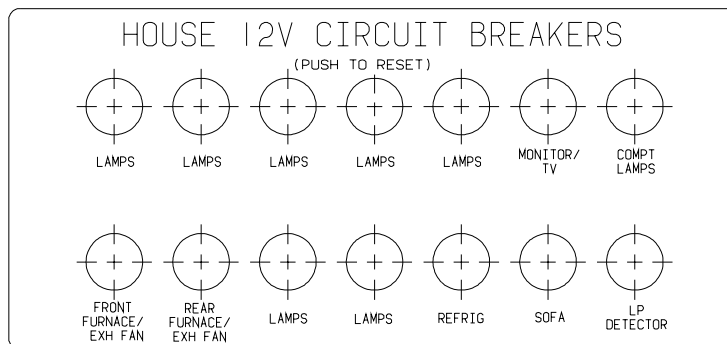 HOUSE 12V CIRCUIT BREAKERS
(PUSH TO RESET)
LAMPS LAMPS LAMPS LAMPS LAMPS MONITOR/ TV COMPT LAMPS
FRONT FURNACE/ EXH FAN REAR FURNACE/ EXH FAN LAMPS LAMPS REFRIG SOFA LP DETECTOR